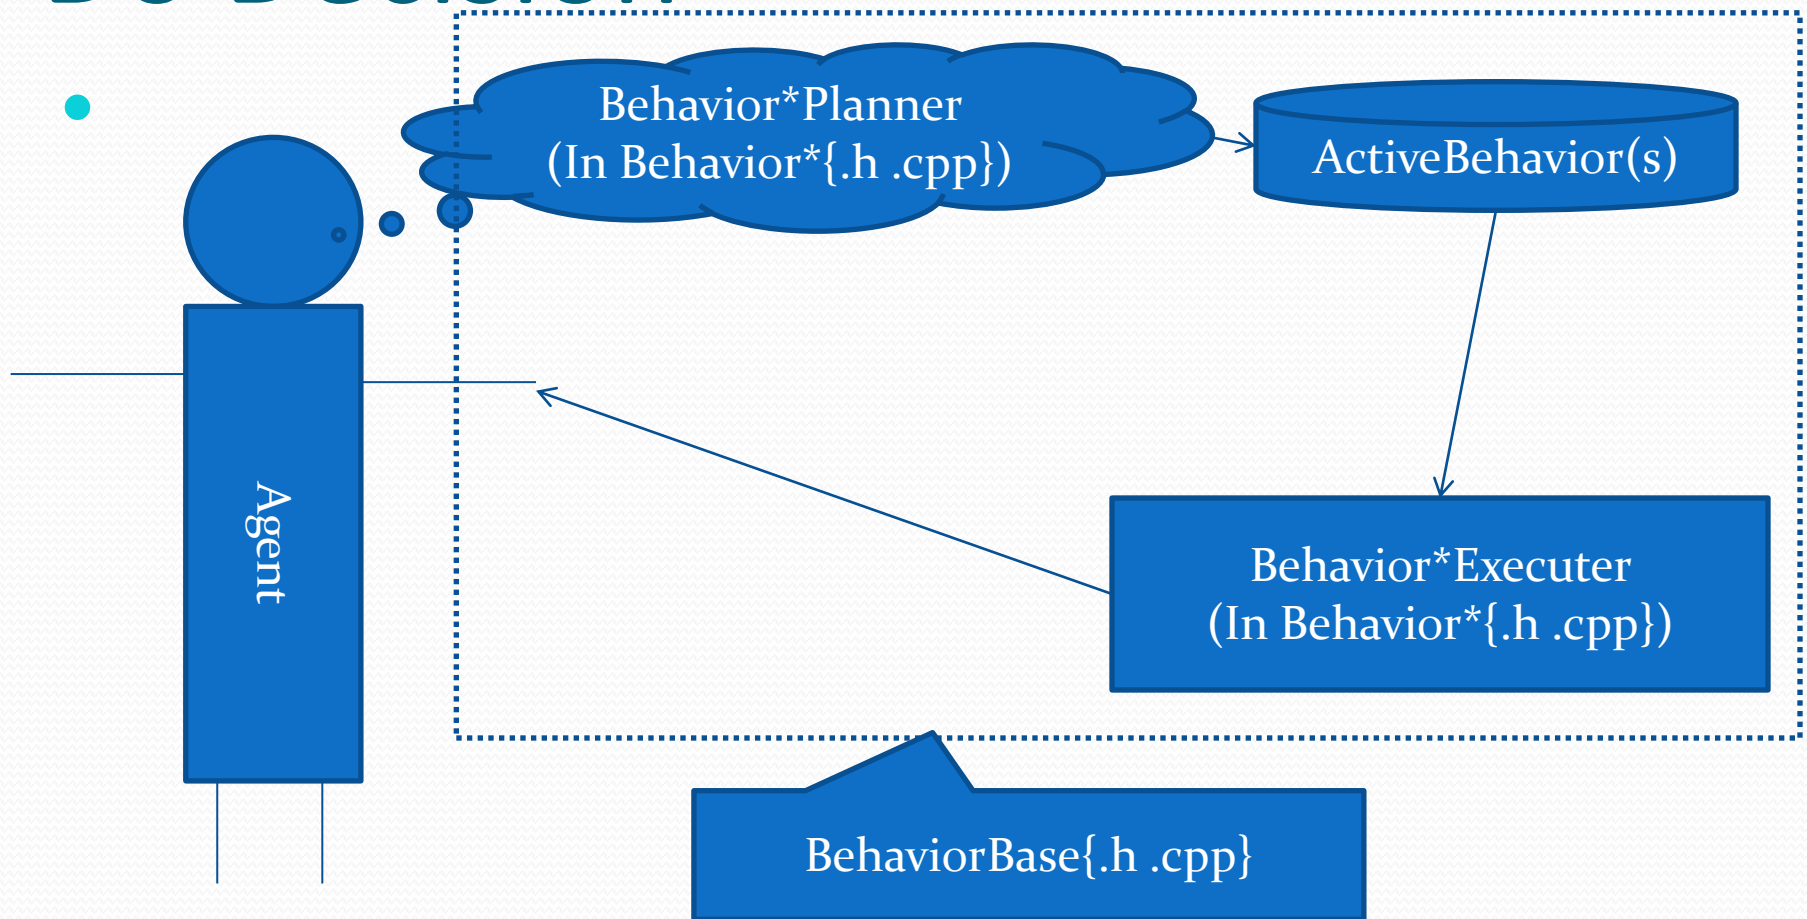 Behavior*Planner
(In Behavior*{.h .cpp})
ActiveBehavior(s)
Agent
Behavior*Executer
(In Behavior*{.h .cpp})
BehaviorBase{.h .cpp}